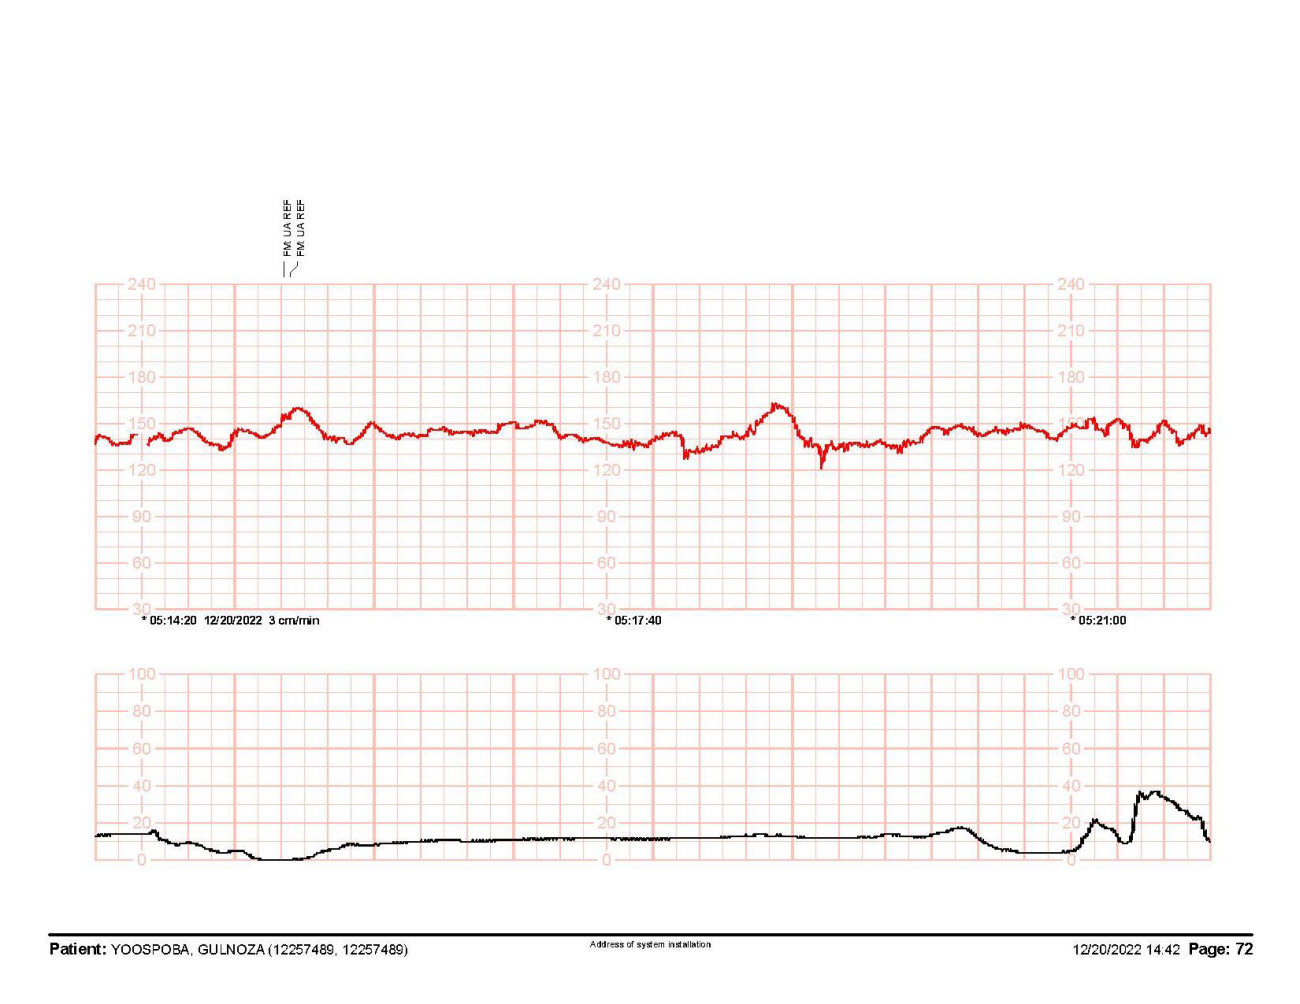 FM: UA REF
FM: UA REF
240 240 240
210 210 210
180 180 180
150 150 150
120 120 120
90 90 90
60 60 60
30 30 30
* 05:14:20 12/20/2022 3 cm/min * 05:17:40 * 05:21:00
100 100 100
80 80 80
60 60 60
40 40 40
20 20 20
0 0 0
Patient: YOOSPOBA, GULNOZA (12257489, 12257489) Address of system installation 12/20/2022 14:42 Page: 72